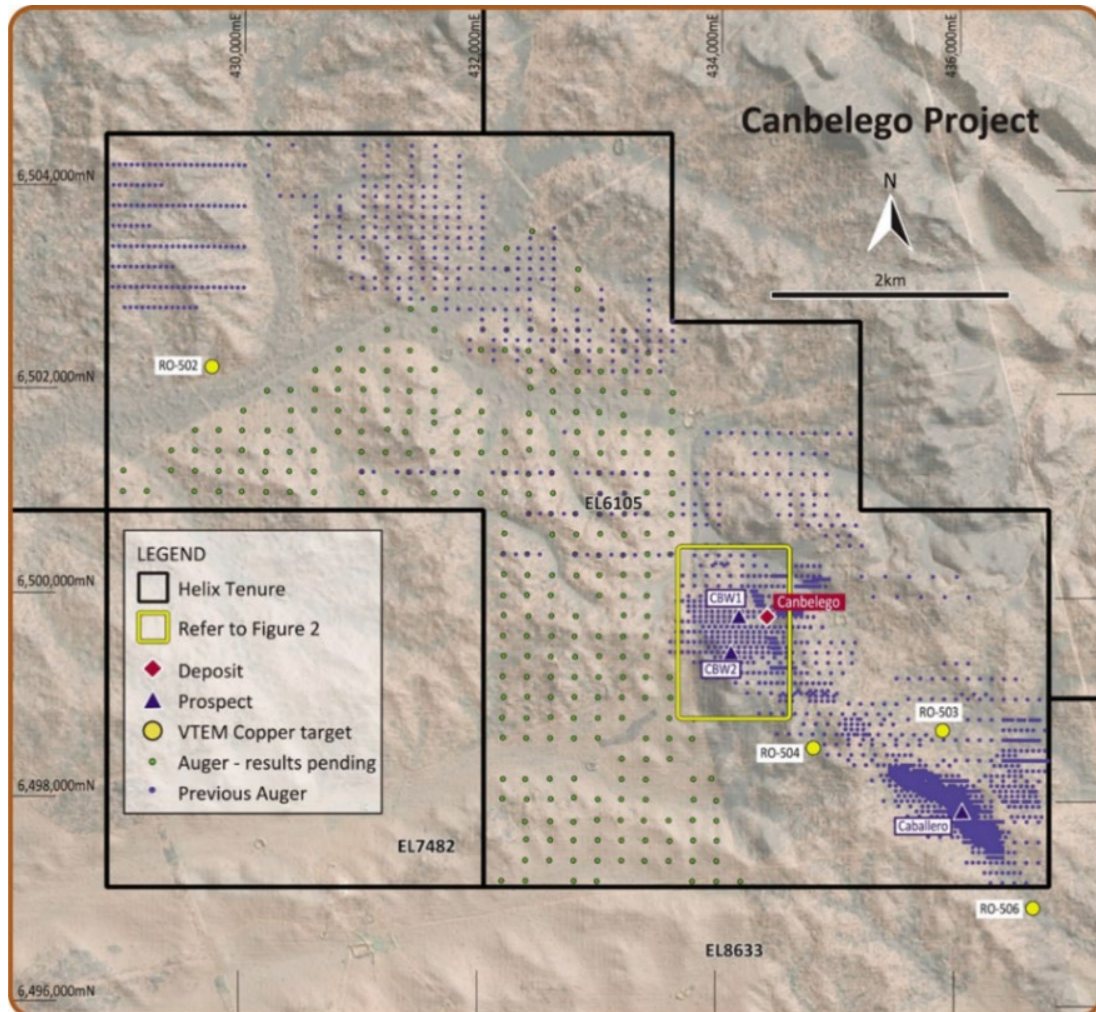 430,000mE
432,000mE
434,000mE
436,000mE
Canbelego Project
6,504,000mN
N
2km
RO-502
6,502,000mN
EL6105
LEGEND
Helix Tenure
Refer to Figure 2
Deposit
Prospect
VTEM Copper target
Auger - results pending
Previous Auger
6,500,000mN
CBW1
Canbelego
CBW2
RO-503
RO-504
6,498,000mN
Caballero
EL7482
RO-506
EL8633
6,496,000mN